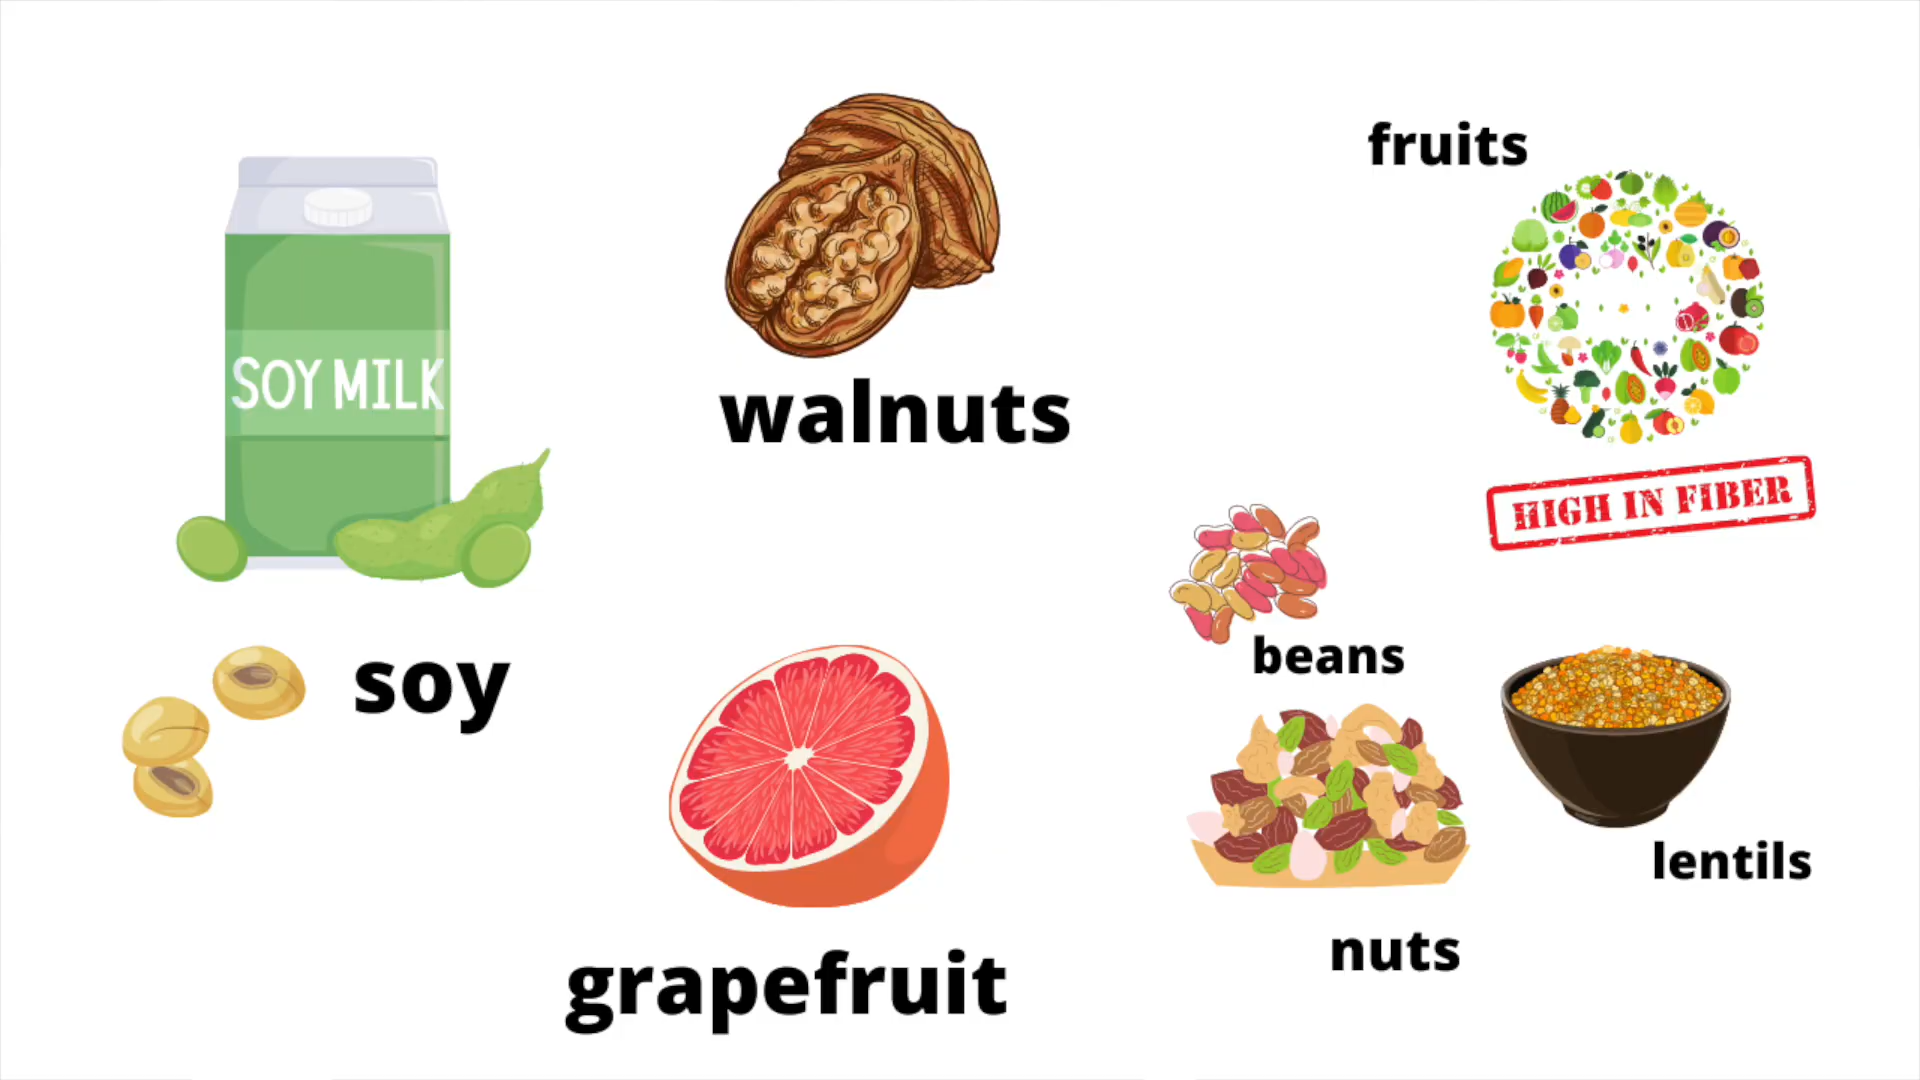 SOY MILK
soy
walnuts
grapefruit
fruits
HIGH IN FIBER
beans
lentils
nuts